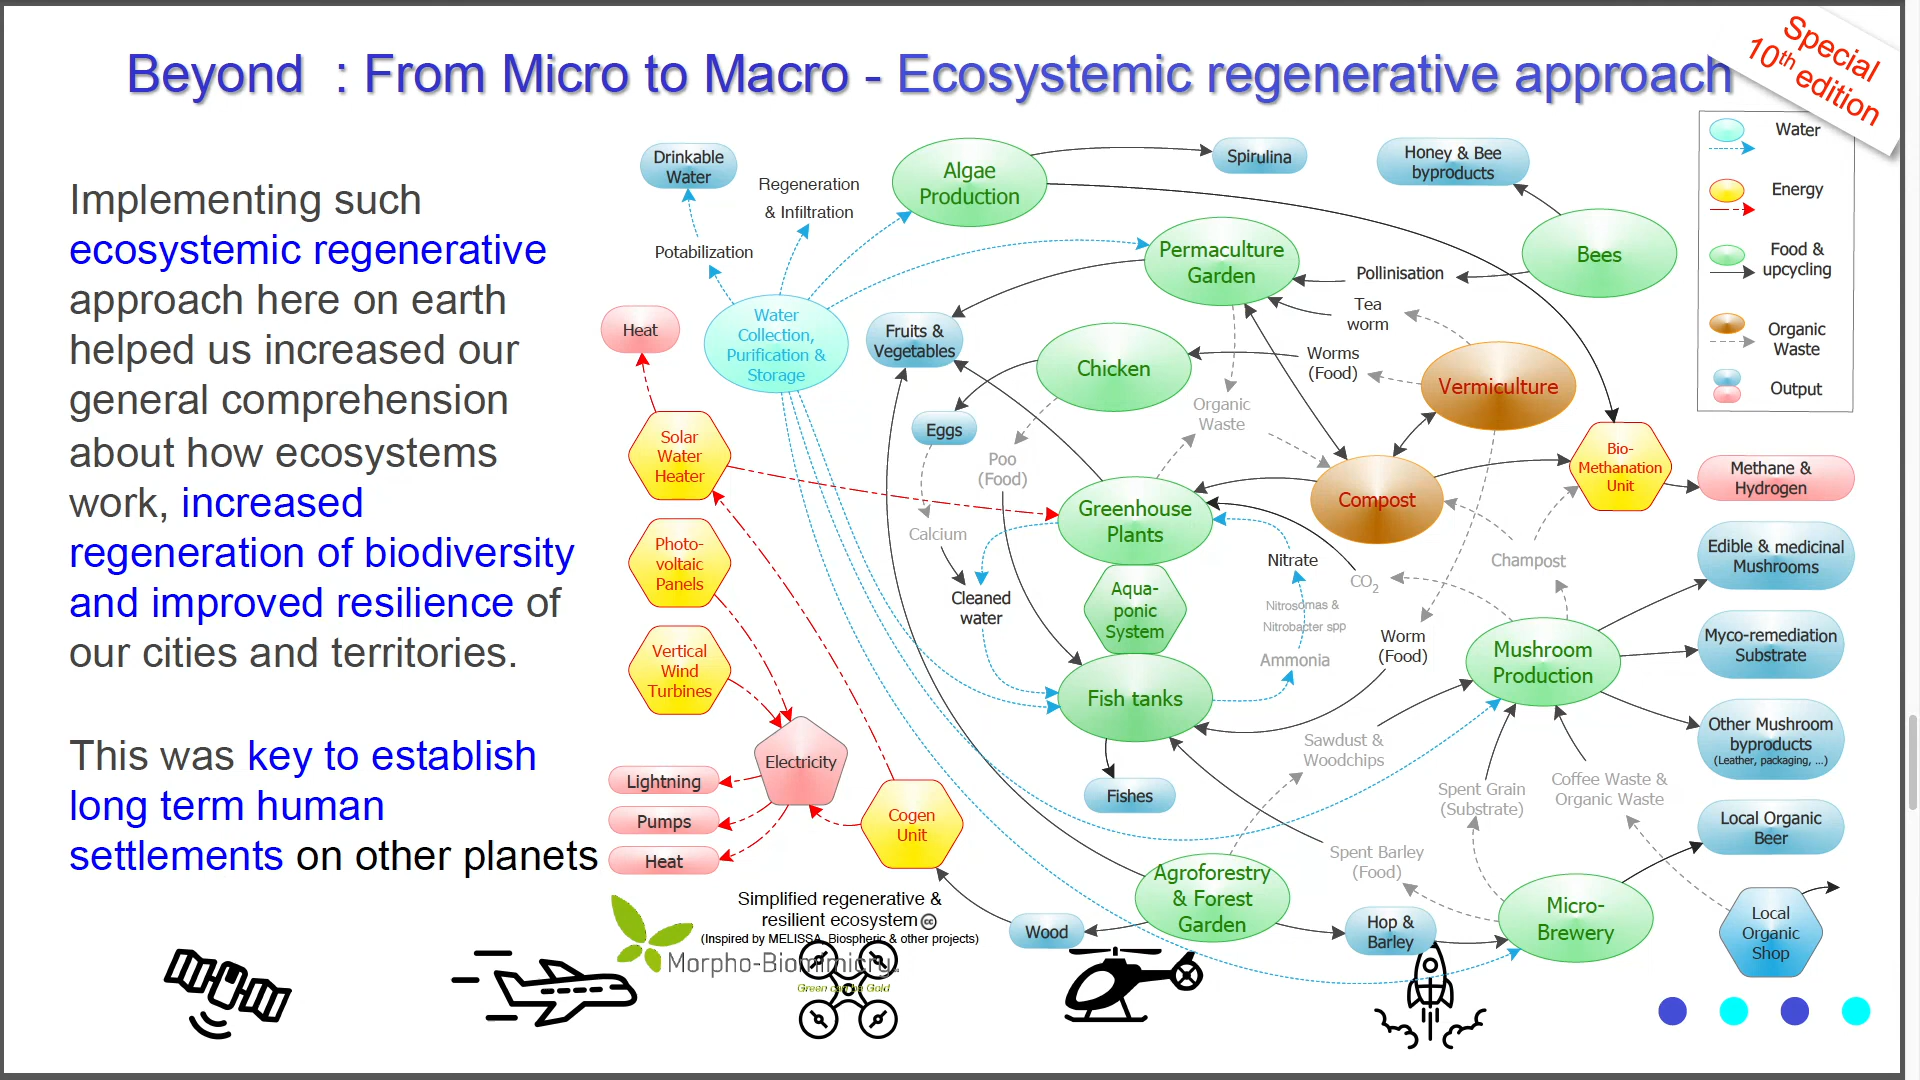 Beyond : From Micro to Macro - Ecosystemic regenerative approach
Special
10th edition
Implementing such
ecosystemic regenerative
approach here on earth
helped us increased our
general comprehension
about how ecosystems
work, increased
regeneration of biodiversity
and improved resilience of
our cities and territories.
This was key to establish
long term human
settlements on other planets
Drinkable
Water
Regeneration
& Infiltration
Potabilization
Algae
Production
Spirulina
Honey & Bee
byproducts
Bees
Permaculture
Garden
Pollinisation
Tea
worm
Water
Collection,
Purification &
Storage
Heat
Fruits &
Vegetables
Chicken
Worms
(Food)
Vermiculture
Eggs
Organic
Waste
Poo
(Food)
Solar
Water
Heater
Compost
Bio-
Methanation
Unit
Methane &
Hydrogen
Greenhouse
Plants
Calcium
Photo-
voltaic
Panels
Nitrate
CO2
Champost
Edible & medicinal
Mushrooms
Cleaned
water
Aqua-
ponic
System
Nitrosomas &
Nitrobacter spp
Ammonia
Worm
(Food)
Mushroom
Production
Myco-remediation
Substrate
Vertical
Wind
Turbines
Fish tanks
Sawdust &
Woodchips
Other Mushroom
byproducts
(Leather, packaging, ...)
Electricity
Lightning
Pumps
Heat
Cogen
Unit
Fishes
Spent Grain
(Substrate)
Coffee Waste &
Organic Waste
Local Organic
Beer
Spent Barley
(Food)
Agroforestry
& Forest
Garden
Wood
Hop &
Barley
Micro-
Brewery
Local
Organic
Shop
Simplified regenerative &
resilient ecosystem cc
(Inspired by MELISSA, Biospheric & other projects)
Morpho-Biomimicry
Green can be Gold
Water
Energy
Food &
upcycling
Organic
Waste
Output